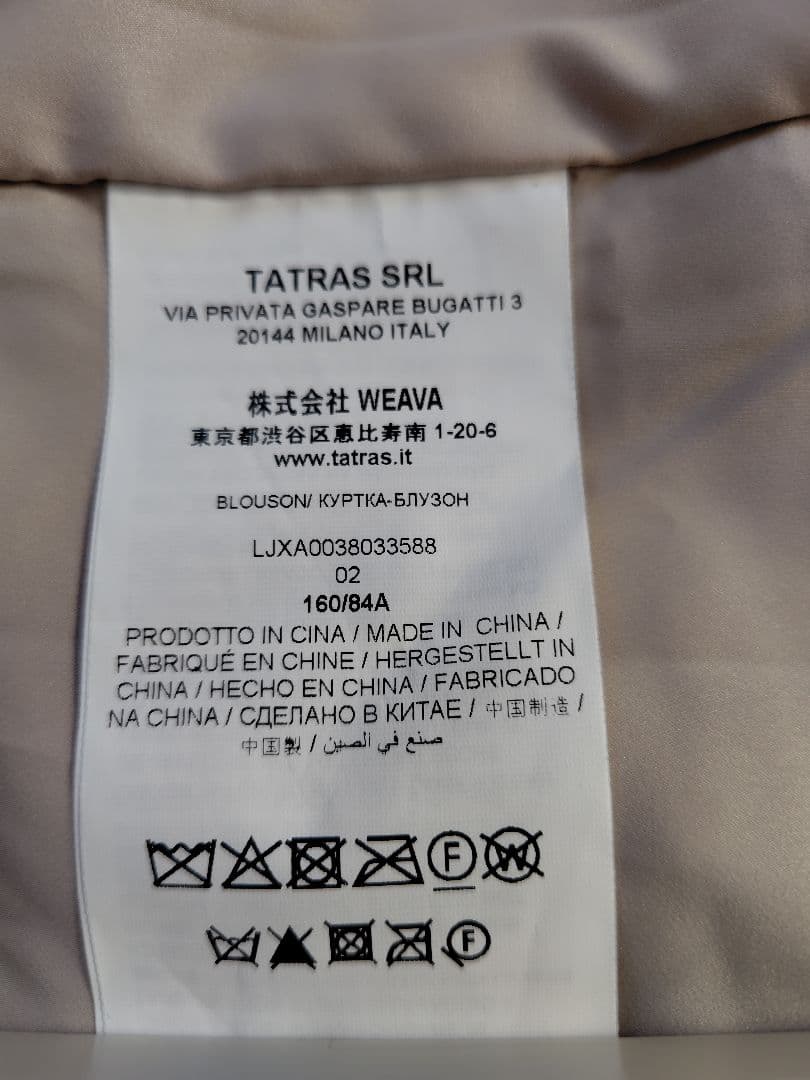 TATRAS SRL
VIA PRIVATA GASPARE BUGATTI 3
20144 MILANO ITALY
株式会社 WEAVA
東京都渋谷区恵比寿南 1-20-6
www.tatras.it
BLOUSON/ КУРТКА-БЛУЗОН
LJXA0038033588
02
160/84A
PRODOTTO IN CINA / MADE IN CHINA /
FABRIQUÉ EN CHINE / HERGESTELLT IN
CHINA / HECHO EN CHINA / FABRICADO
NA CHINA / СДЕЛАНО В КИТАЕ / 中国制造 /
中国製 / صنع في الصين
F W
F